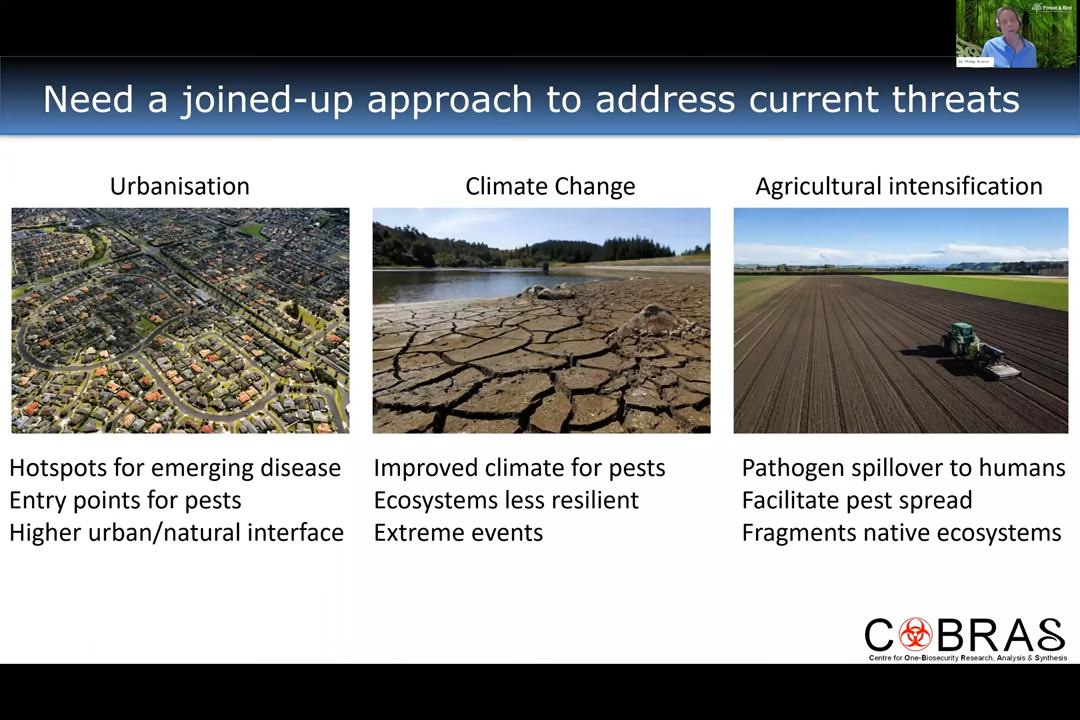 Forest & Bird
Need a joined-up approach to address current threats
Urbanisation
Climate Change
Agricultural intensification
Hotspots for emerging disease
Entry points for pests
Higher urban/natural interface
Improved climate for pests
Ecosystems less resilient
Extreme events
Pathogen spillover to humans
Facilitate pest spread
Fragments native ecosystems
COBRAS
Centre for One-Biosecurity Research, Analysis & Synthesis